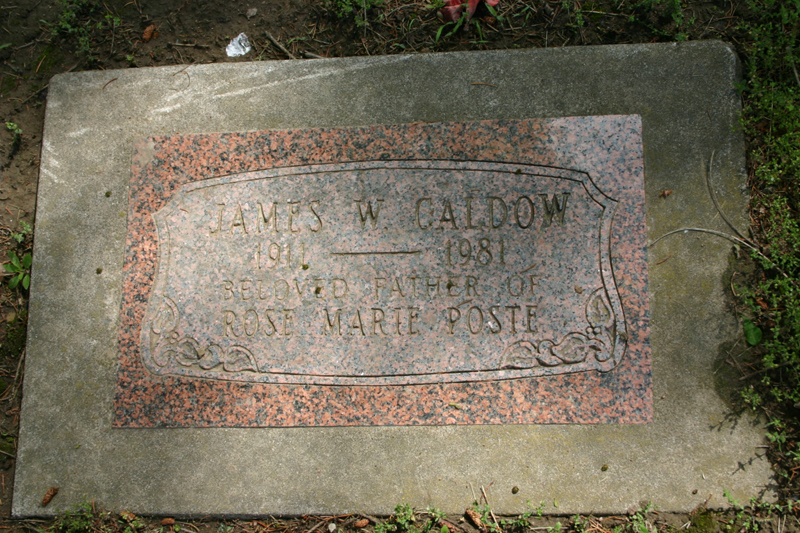 JAMES W. CALDOW
1911 — 1981
BELOVED FATHER OF
ROSE MARIE POSTE